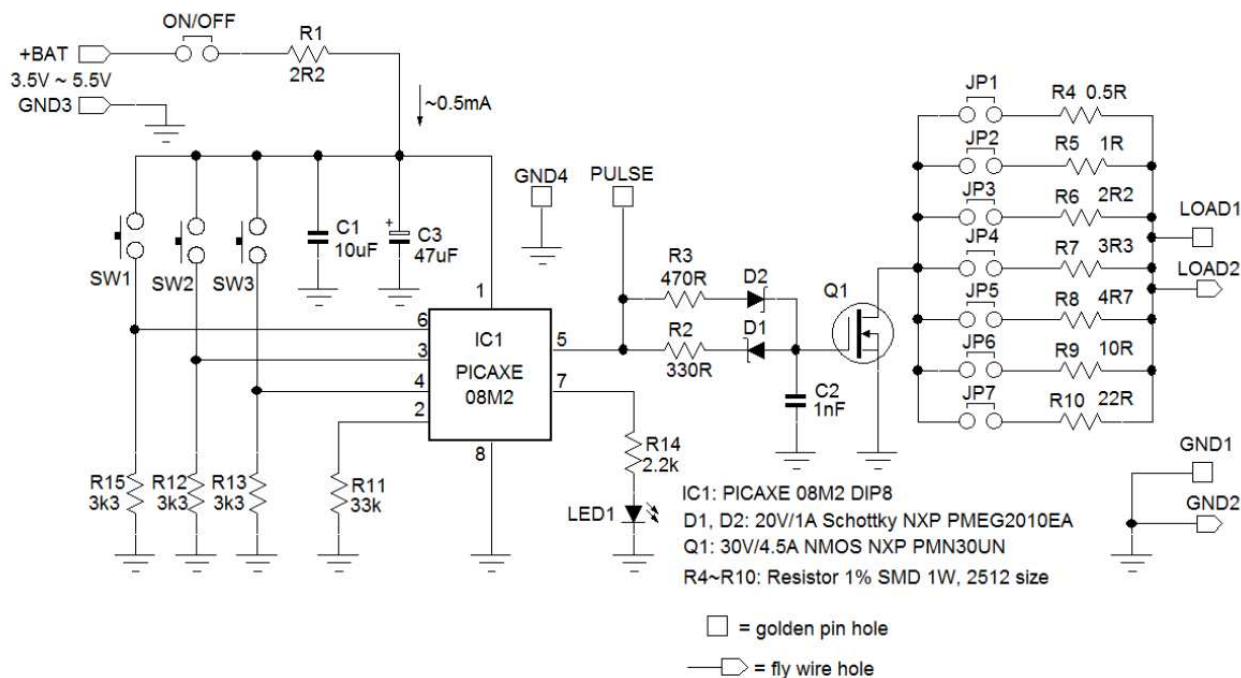 ON/OFF
R1
+BAT
2R2
3.5V ~ 5.5V
GND3
~0.5mA
JP1
R4 0.5R
JP2
R5 1R
GND4
PULSE
JP3
R6 2R2
LOAD1
JP4
R7 3R3
LOAD2
+
C1
10uF
C3
47uF
SW1
SW2
SW3
R3
470R
D2
Q1
JP5
R8 4R7
1
6
IC1
5
R2
330R
D1
JP6
R9 10R
3
PICAXE
4
08M2
7
C2
1nF
JP7
R10 22R
2
8
R14
2.2k
GND1
R15
3k3
R12
3k3
R13
3k3
R11
33k
LED1
GND2
IC1: PICAXE 08M2 DIP8
D1, D2: 20V/1A Schottky NXP PMEG2010EA
Q1: 30V/4.5A NMOS NXP PMN30UN
R4~R10: Resistor 1% SMD 1W, 2512 size
= golden pin hole
= fly wire hole